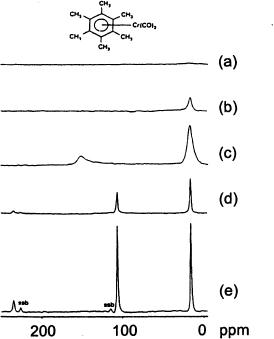 CH₃ CH₃
CH₃ Cr(CO)₃
CH₃ CH₃
CH₃
(a)
(b)
(c)
(d)
(e)
ssb
ssb
200 100 0 ppm